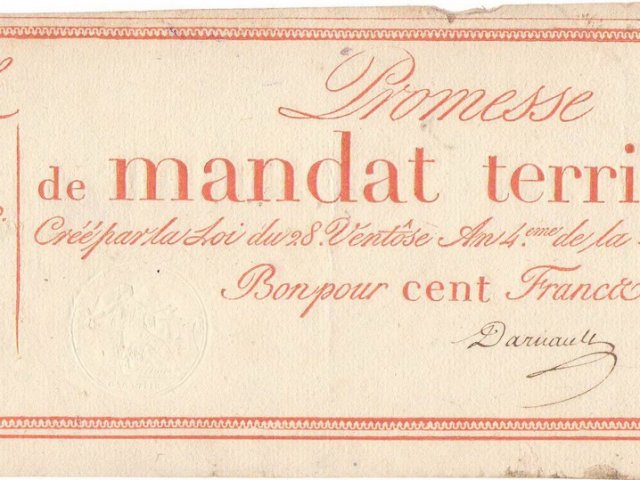 Promesse
de mandat terri
Créé par la Loi du 28. Ventôse An 4.eme de la
Bon pour cent Francs
Darnault